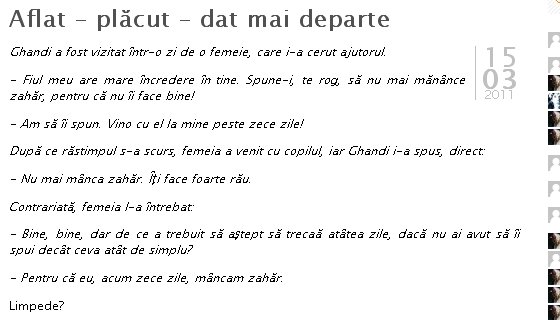 Aflat - plăcut - dat mai departe
15
03
2011
Ghandi a fost vizitat într-o zi de o femeie, care i-a cerut ajutorul.
- Fiul meu are mare încredere în tine. Spune-i, te rog, să nu mai mănânce
zahăr, pentru că nu îi face bine!
- Am să îi spun. Vino cu el la mine peste zece zile!
După ce răstimpul s-a scurs, femeia a venit cu copilul, iar Ghandi i-a spus, direct:
- Nu mai mânca zahăr. Îți face foarte rău.
Contrariată, femeia l-a întrebat:
- Bine, bine, dar de ce a trebuit să aștept să trecaă atâtea zile, dacă nu ai avut să îi
spui decât ceva atât de simplu?
- Pentru că eu, acum zece zile, mâncam zahăr.
Limpede?